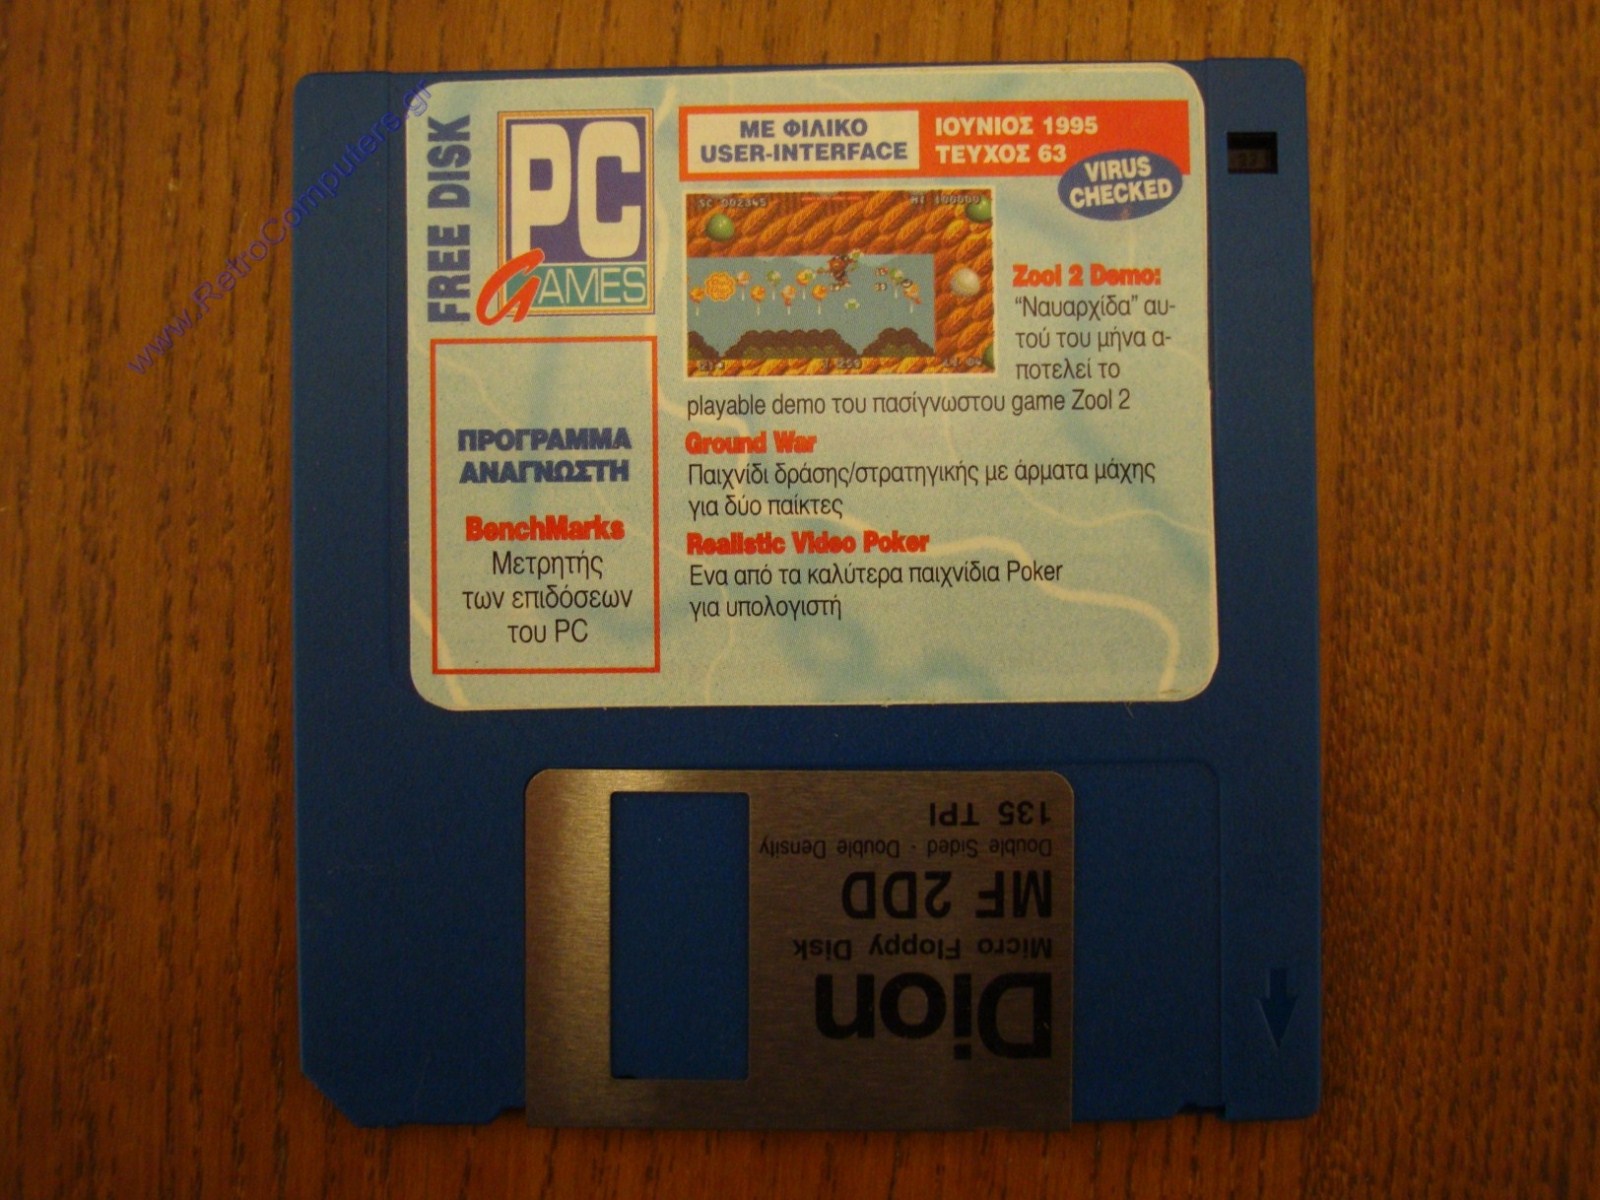 www.RetroComputers.gr
FREE DISK
PC
GAMES
ΜΕ ΦΙΛΙΚΟ
USER-INTERFACE
ΙΟΥΝΙΟΣ 1995
ΤΕΥΧΟΣ 63
VIRUS
CHECKED
SC 002345
HI 100000
Zool 2 Demo:
“Ναυαρχίδα” αυ-
τού του μήνα α-
ποτελεί το
playable demo του πασίγνωστου game Zool 2
Ground War
Παιχνίδι δράσης/στρατηγικής με άρματα μάχης
για δύο παίκτες
Realistic Video Poker
Ενα από τα καλύτερα παιχνίδια Poker
για υπολογιστή
ΠΡΟΓΡΑΜΜΑ
ΑΝΑΓΝΩΣΤΗ
BenchMarks
Μετρητής
των επιδόσεων
του PC
Dion
Micro Floppy Disk
MF 2DD
Double Sided · Double Density
135 TPI